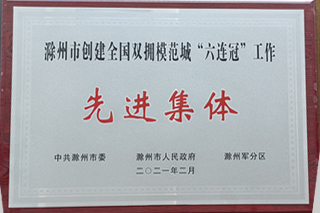 滁州市创建全国双拥模范城“六连冠”工作
先进集体
中共滁州市委 滁州市人民政府 滁州军分区
二〇二一年二月